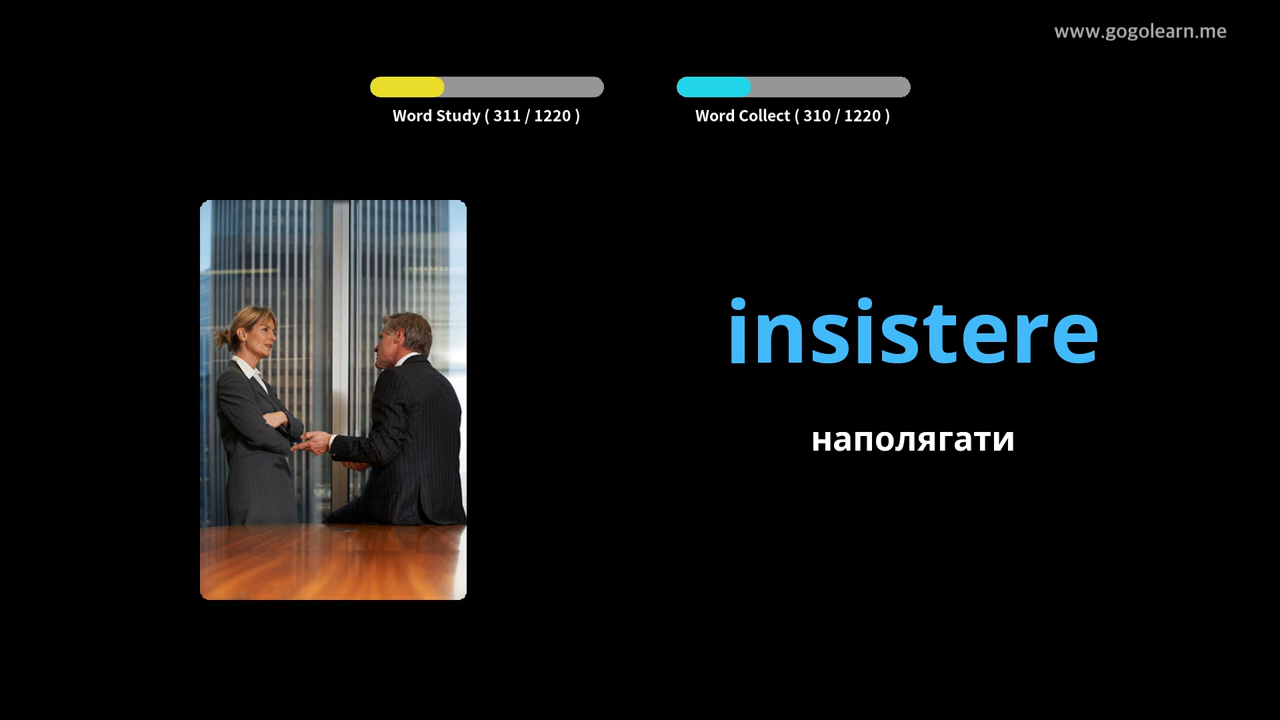 www.gogolearn.me
Word Study ( 311 / 1220 )
Word Collect ( 310 / 1220 )
insistere
наполягати